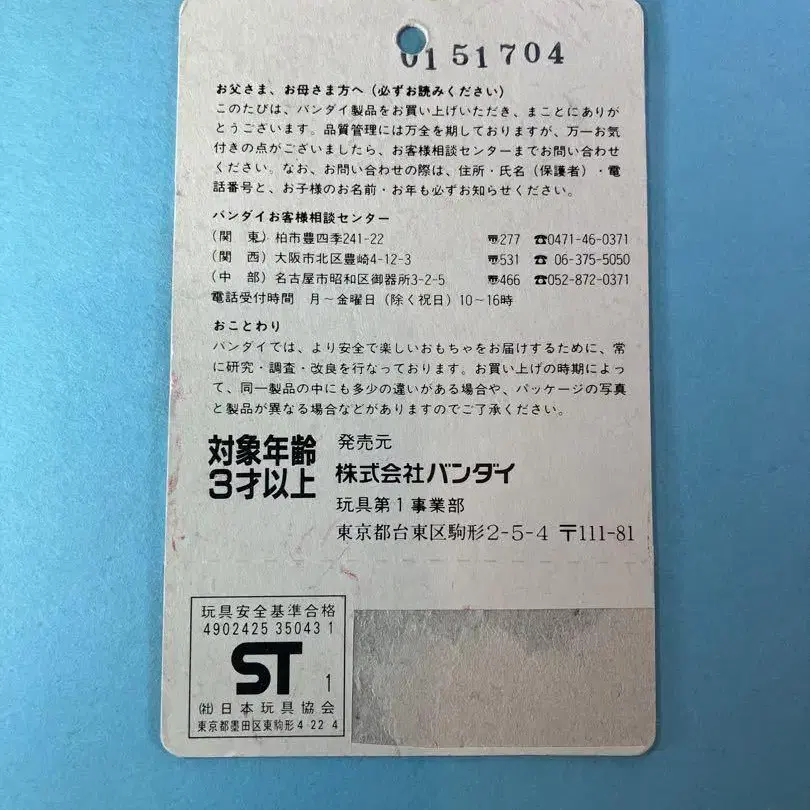 0151704
お父さま、お母さま方へ（必ずお読みください）
このたびは、バンダイ製品をお買い上げいただき、まことにありが
とうございます。品質管理には万全を期しておりますが、万一お気
付きの点がございましたら、お客様相談センターまでお問い合わせ
ください。なお、お問い合わせの際は、住所・氏名（保護者）・電
話番号と、お子様のお名前・お年も必ずお知らせください。
バンダイお客様相談センター
（関　東）柏市豊四季241-22 〠277 ☎0471-46-0371
（関　西）大阪市北区豊崎4-12-3 〠531 ☎06-375-5050
（中　部）名古屋市昭和区御器所3-2-5 〠466 ☎052-872-0371
電話受付時間　月～金曜日（除く祝日）10～16時
おことわり
バンダイでは、より安全で楽しいおもちゃをお届けするために、常
に研究・調査・改良を行なっております。お買い上げの時期によっ
て、同一製品の中にも多少の違いがある場合や、パッケージの写真
と製品が異なる場合などがありますのでご了承ください。
対象年齢
3才以上
発売元
株式会社バンダイ
玩具第1事業部
東京都台東区駒形2-5-4 〒111-81
玩具安全基準合格
4902425 35043 1
ST 1
㈳日本玩具協会
東京都墨田区東駒形4-22-4